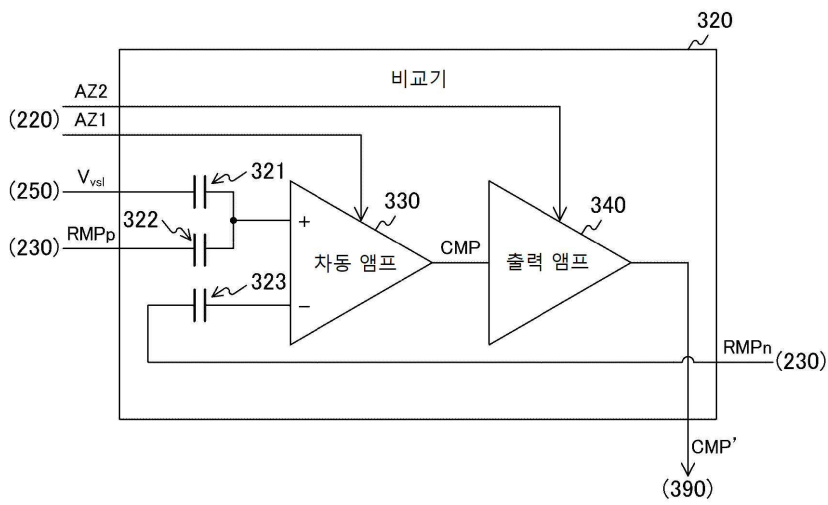 320
비교기
AZ2
(220)
AZ1
V_vsl
321
(250)
322
RMPp
(230)
330
340
CMP
차동 앰프
출력 앰프
+
−
323
RMPn
(230)
CMP'
(390)